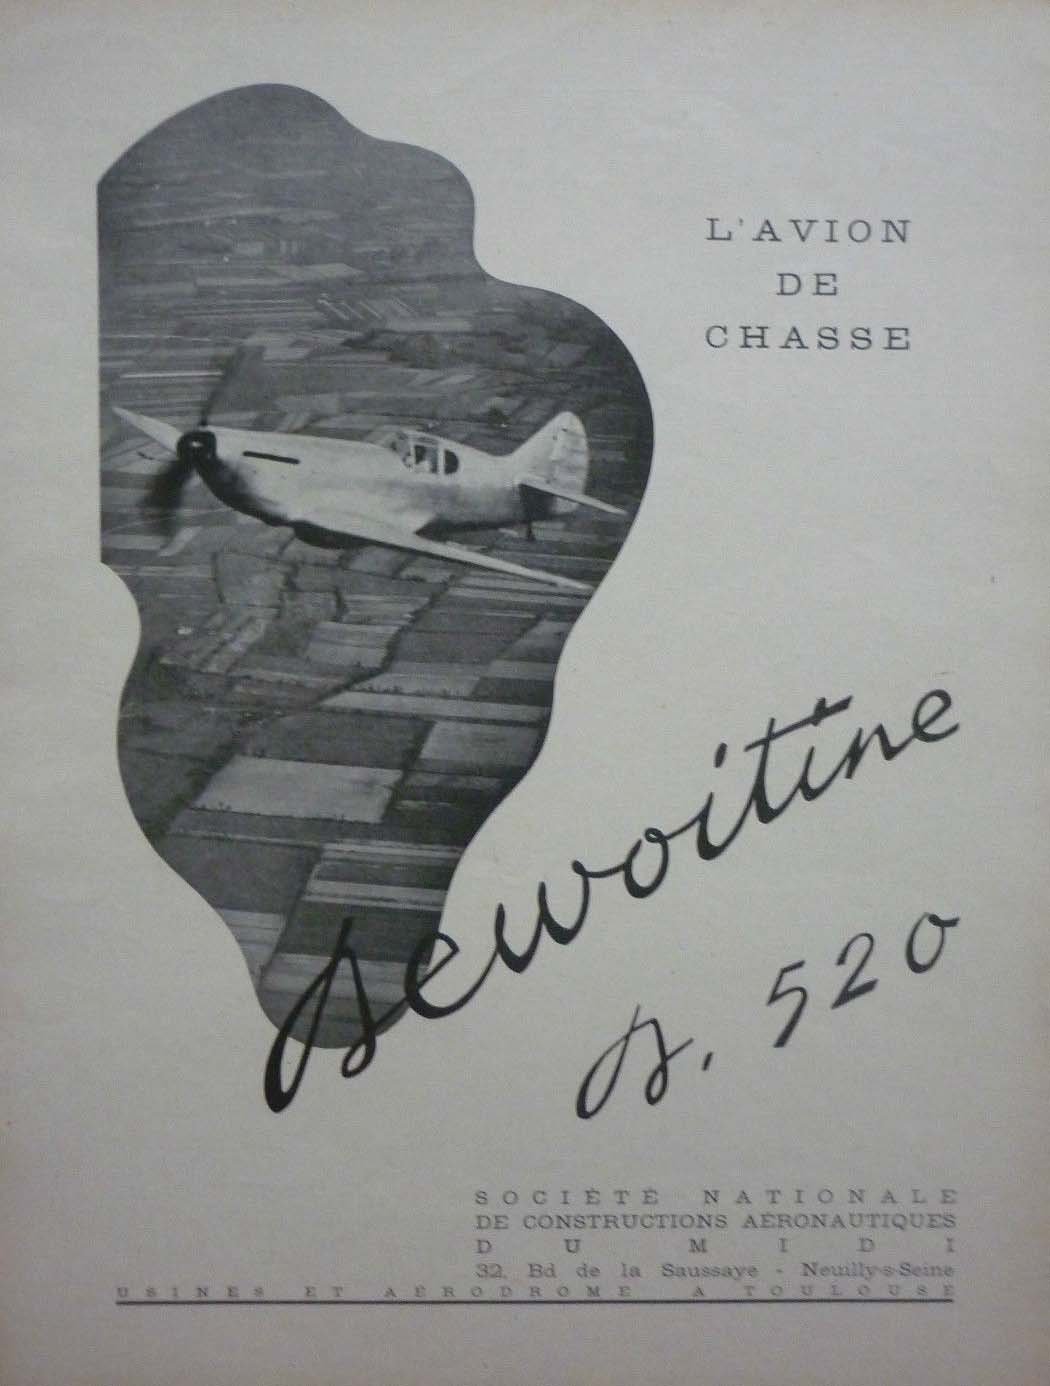 L'AVION
DE
CHASSE
Dewoitine
D. 520
SOCIÉTÉ NATIONALE
DE CONSTRUCTIONS AÉRONAUTIQUES
DU MIDI
32, Bd de la Saussaye - Neuilly-s-Seine
USINES ET AÉRODROME A TOULOUSE